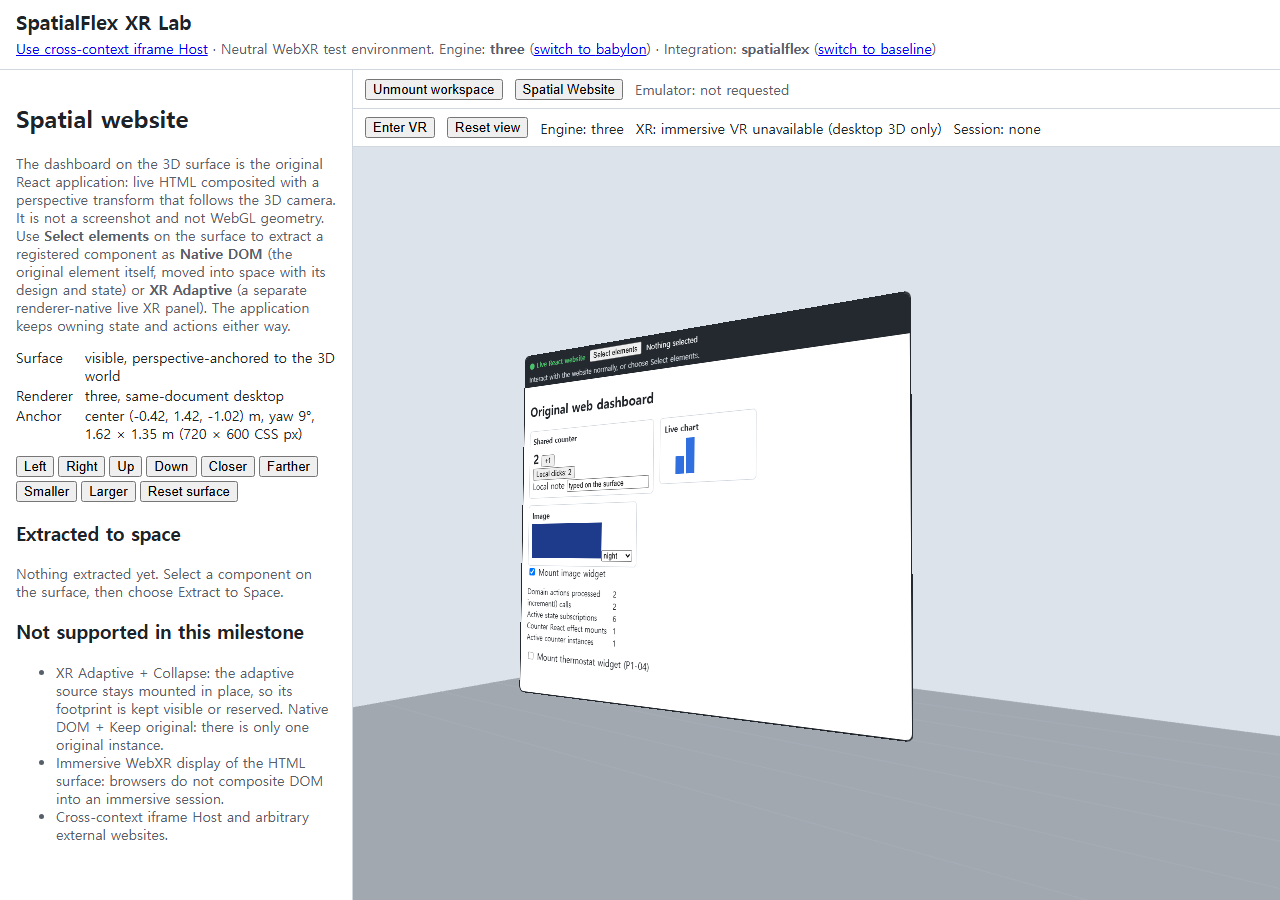 SpatialFlex XR Lab
Use cross-context iframe Host · Neutral WebXR test environment. Engine: three (switch to babylon) · Integration: spatialflex (switch to baseline)
Spatial website
The dashboard on the 3D surface is the original
React application: live HTML composited with a
perspective transform that follows the 3D camera.
It is not a screenshot and not WebGL geometry.
Use Select elements on the surface to extract a
registered component as Native DOM (the
original element itself, moved into space with its
design and state) or XR Adaptive (a separate
renderer-native live XR panel). The application
keeps owning state and actions either way.
Surface visible, perspective-anchored to the 3D
world
Renderer three, same-document desktop
Anchor center (-0.42, 1.42, -1.02) m, yaw 9°,
1.62 × 1.35 m (720 × 600 CSS px)
Left Right Up Down Closer Farther
Smaller Larger Reset surface
Extracted to space
Nothing extracted yet. Select a component on
the surface, then choose Extract to Space.
Not supported in this milestone
• XR Adaptive + Collapse: the adaptive
source stays mounted in place, so its
footprint is kept visible or reserved. Native
DOM + Keep original: there is only one
original instance.
• Immersive WebXR display of the HTML
surface: browsers do not composite DOM
into an immersive session.
• Cross-context iframe Host and arbitrary
external websites.
Unmount workspace Spatial Website Emulator: not requested
Enter VR Reset view Engine: three XR: immersive VR unavailable (desktop 3D only) Session: none
Live React website Select elements Nothing selected
Interact with the website normally, or choose Select elements.
Original web dashboard
Shared counter
2 +1
Local clicks: 2
Local note typed on the surface
Live chart
Image
night
Mount image widget
Domain actions processed 2
increment() calls 2
Active state subscriptions 6
Counter React effect mounts 1
Active counter instances 1
Mount thermostat widget (P1-04)